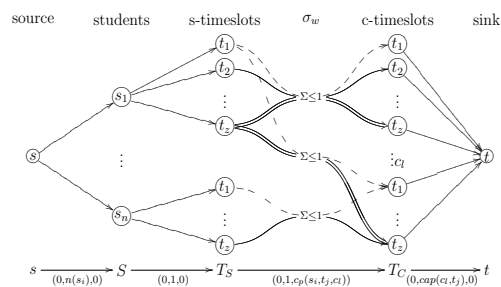 source students s-timeslots σ_w c-timeslots sink
t_1 t_1
t_2 t_2
s_1 Σ≤1
⋮ ⋮
t_z t_z
s ⋮ Σ≤1 ⋮c_l t
t_1 t_1
s_n ⋮ Σ≤1 ⋮
t_z t_z
s S T_S T_C t
(0,n(s_i),0) (0,1,0) (0,1,c_p(s_i,t_j,c_l)) (0,cap(c_l,t_j),0)